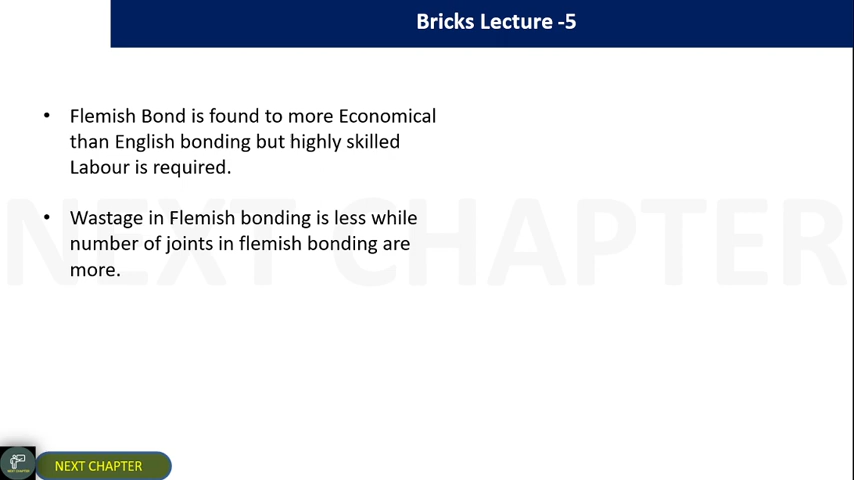 Bricks Lecture -5
• Flemish Bond is found to more Economical
than English bonding but highly skilled
Labour is required.
• Wastage in Flemish bonding is less while
number of joints in flemish bonding are
more.
NEXT CHAPTER
NEXT CHAPTER
NEXT CHAPTER